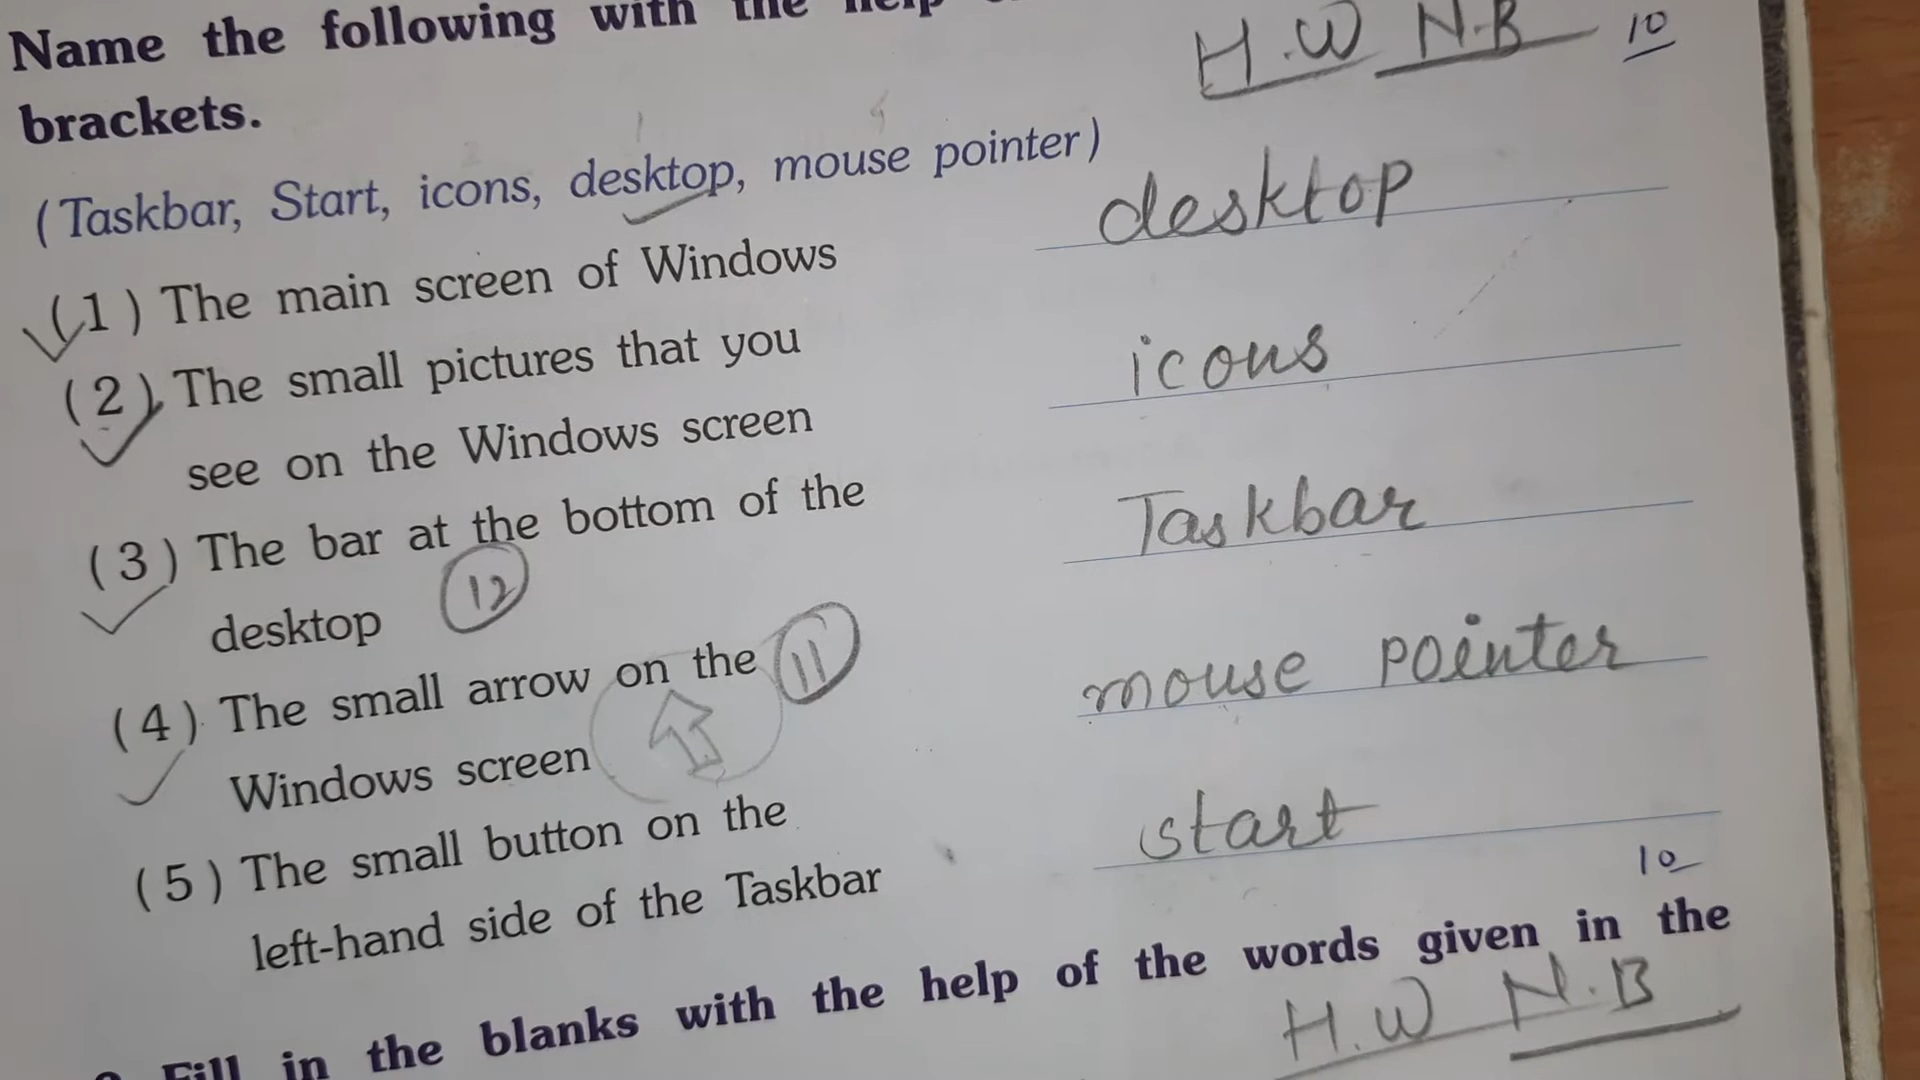 Name the following with the help
H.W N.B 10
brackets.
(Taskbar, Start, icons, desktop, mouse pointer)
(1) The main screen of Windows desktop
(2) The small pictures that you
see on the Windows screen icons
(3) The bar at the bottom of the
desktop Taskbar
12
(4) The small arrow on the 11
Windows screen mouse pointer
(5) The small button on the
left-hand side of the Taskbar start
10
Fill in the blanks with the help of the words given in the
H.W N.B